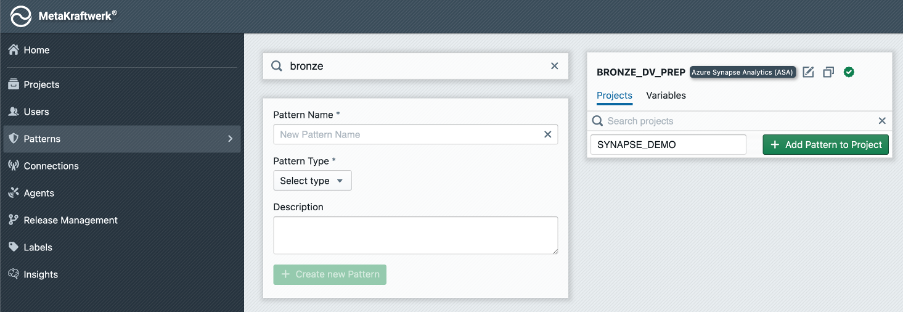 MetaKraftwerk®
Home
Projects
Users
Patterns
Connections
Agents
Release Management
Labels
Insights
bronze
Pattern Name *
New Pattern Name
Pattern Type *
Select type
Description
+ Create new Pattern
BRONZE_DV_PREP Azure Synapse Analytics (ASA)
Projects Variables
Search projects
SYNAPSE_DEMO + Add Pattern to Project